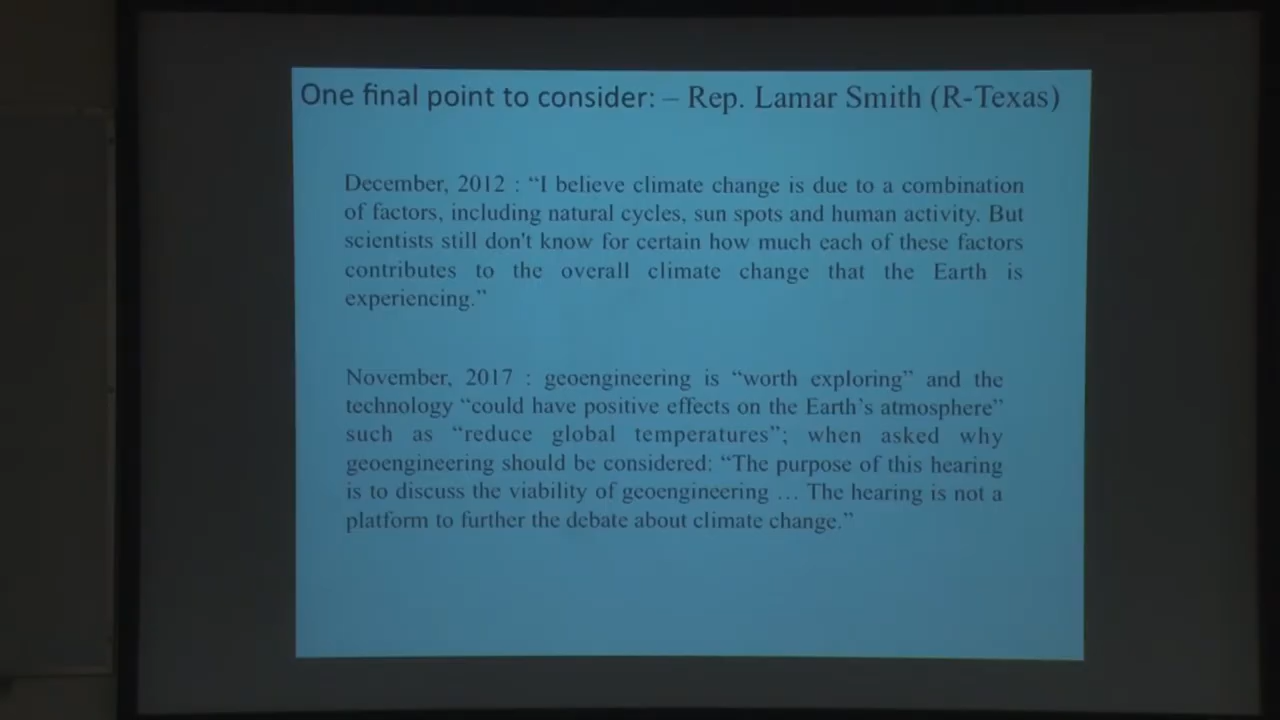 One final point to consider: – Rep. Lamar Smith (R-Texas)
December, 2012 : “I believe climate change is due to a combination
of factors, including natural cycles, sun spots and human activity. But
scientists still don't know for certain how much each of these factors
contributes to the overall climate change that the Earth is
experiencing.”
November, 2017 : geoengineering is “worth exploring” and the
technology “could have positive effects on the Earth’s atmosphere”
such as “reduce global temperatures”; when asked why
geoengineering should be considered: “The purpose of this hearing
is to discuss the viability of geoengineering … The hearing is not a
platform to further the debate about climate change.”